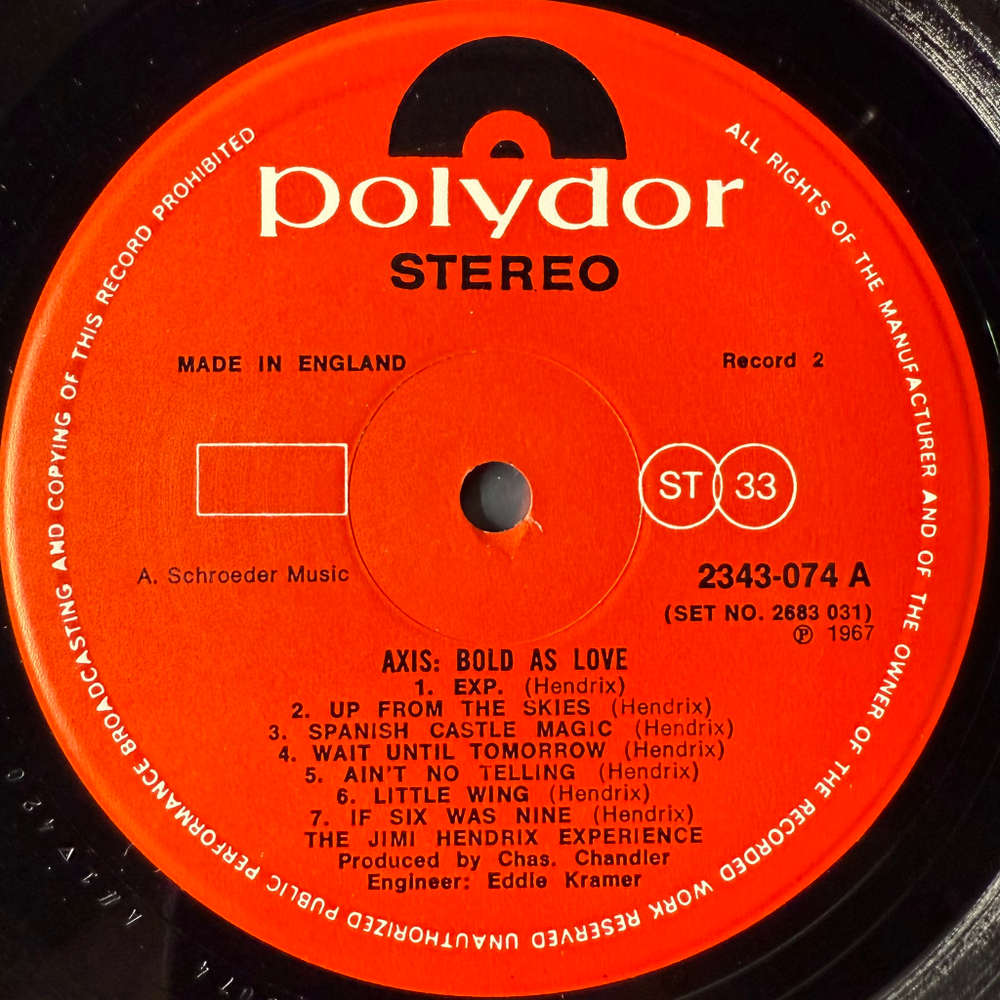 polydor
STEREO
MADE IN ENGLAND
Record 2
ST 33
A. Schroeder Music
2343-074 A
(SET NO. 2683 031)
℗ 1967
AXIS: BOLD AS LOVE
1. EXP. (Hendrix)
2. UP FROM THE SKIES (Hendrix)
3. SPANISH CASTLE MAGIC (Hendrix)
4. WAIT UNTIL TOMORROW (Hendrix)
5. AIN'T NO TELLING (Hendrix)
6. LITTLE WING (Hendrix)
7. IF SIX WAS NINE (Hendrix)
THE JIMI HENDRIX EXPERIENCE
Produced by Chas. Chandler
Engineer: Eddie Kramer
ALL RIGHTS OF THE MANUFACTURER AND OF THE OWNER OF THE RECORDED WORK RESERVED UNAUTHORIZED PUBLIC PERFORMANCE BROADCASTING AND COPYING OF THIS RECORD PROHIBITED